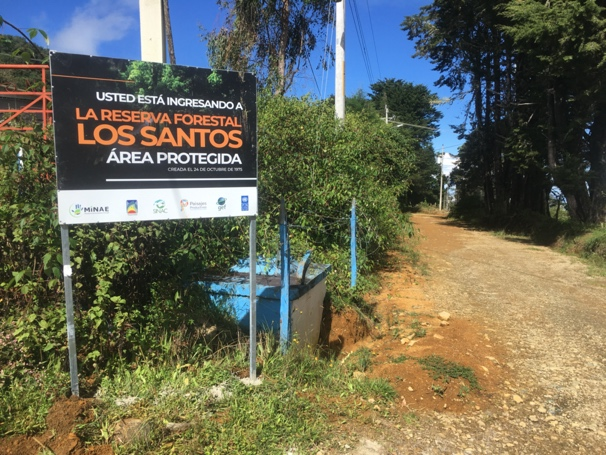 USTED ESTÁ INGRESANDO A
LA RESERVA FORESTAL
LOS SANTOS
ÁREA PROTEGIDA
CREADA EL 24 DE OCTUBRE DE 1975
MiNAE
SINAC
gef